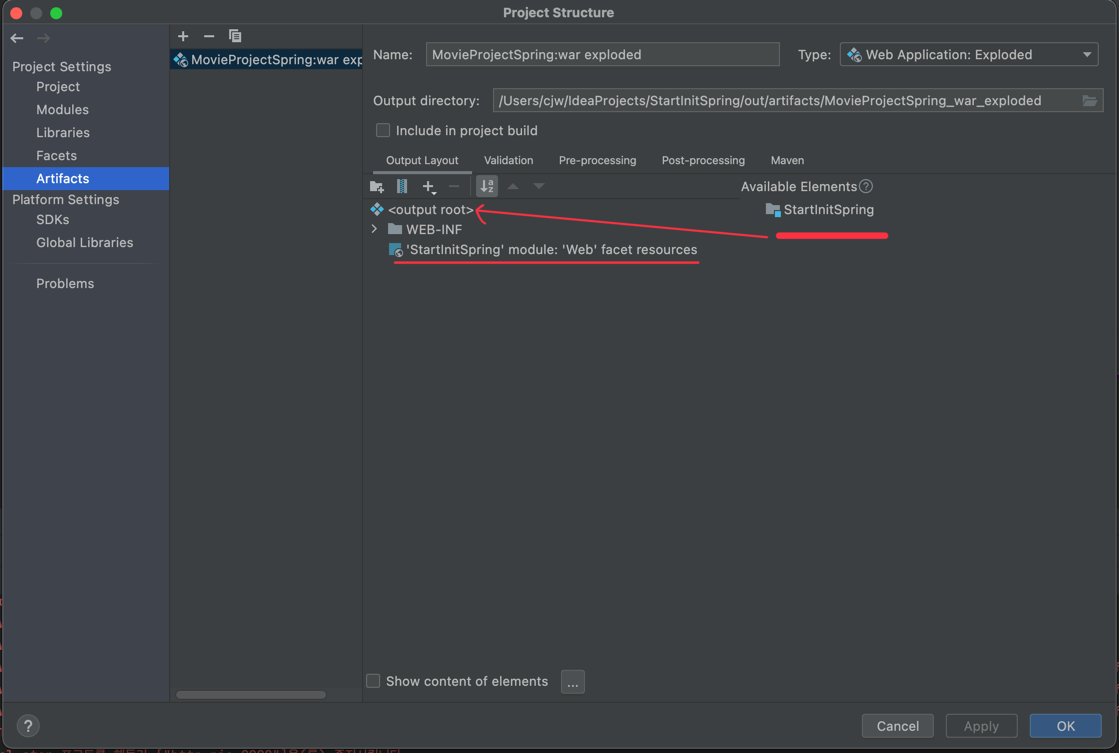 Project Structure
Project Settings
Project
Modules
Libraries
Facets
Artifacts
Platform Settings
SDKs
Global Libraries
Problems
MovieProjectSpring:war exp
Name: MovieProjectSpring:war exploded Type: Web Application: Exploded
Output directory: /Users/cjw/IdeaProjects/StartInitSpring/out/artifacts/MovieProjectSpring_war_exploded
Include in project build
Output Layout Validation Pre-processing Post-processing Maven
Available Elements ?
<output root> StartInitSpring
WEB-INF
'StartInitSpring' module: 'Web' facet resources
Show content of elements ...
? Cancel Apply OK